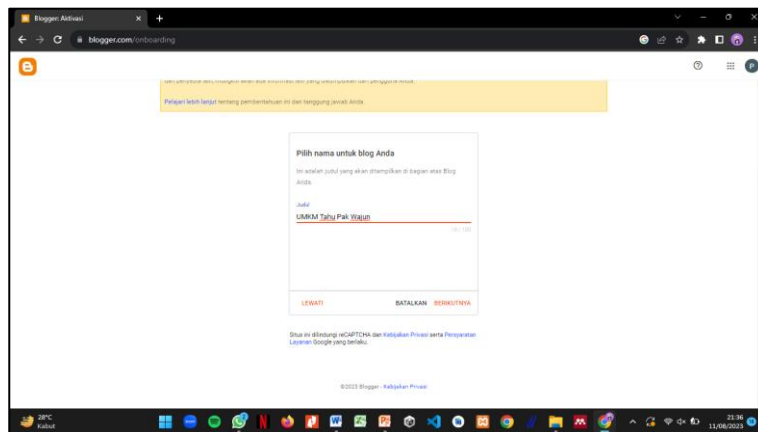 Blogger: Aktivasi
blogger.com/onboarding
Pelajari lebih lanjut tentang pemberitahuan ini dan tanggung jawab Anda.
Pilih nama untuk blog Anda
Ini adalah judul yang akan ditampilkan di bagian atas Blog
Anda.
Judul
UMKM Tahu Pak Wajun
LEWATI
BATALKAN
BERIKUTNYA
Situs ini dilindungi reCAPTCHA dan Kebijakan Privasi serta Persyaratan
Layanan Google yang berlaku.
©2023 Blogger - Kebijakan Privasi
28°C
Kabut
21:36
11/08/2023